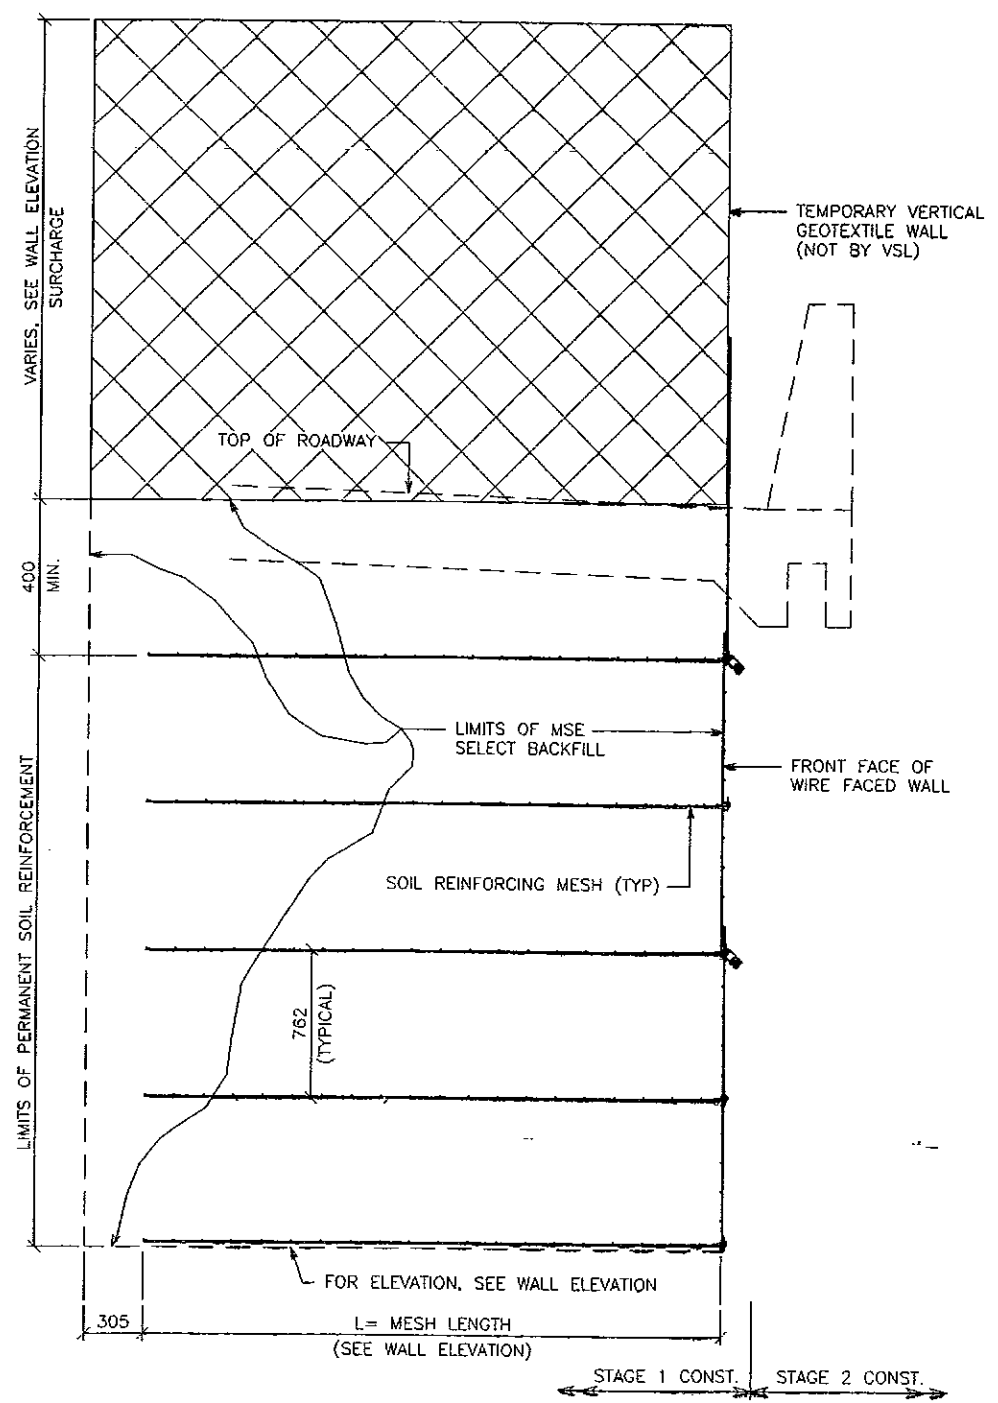 VARIES, SEE WALL ELEVATION
SURCHARGE
TEMPORARY VERTICAL
GEOTEXTILE WALL
(NOT BY VSL)
TOP OF ROADWAY
400
MIN.
LIMITS OF MSE
SELECT BACKFILL
FRONT FACE OF
WIRE FACED WALL
LIMITS OF PERMANENT SOIL REINFORCEMENT
SOIL REINFORCING MESH (TYP)
762
(TYPICAL)
FOR ELEVATION, SEE WALL ELEVATION
305
L= MESH LENGTH
(SEE WALL ELEVATION)
STAGE 1 CONST.
STAGE 2 CONST.